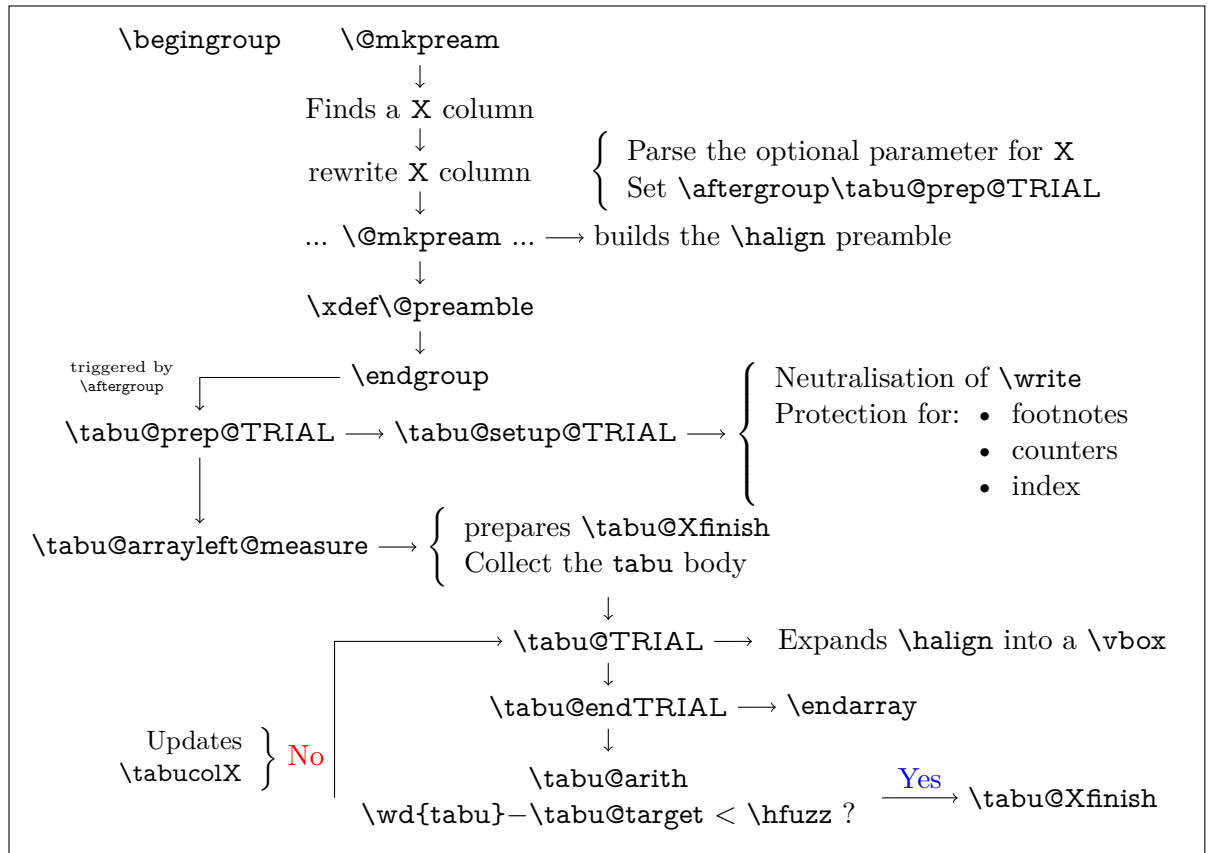 \begingroup \@mkpream
Finds a X column
rewrite X column
Parse the optional parameter for X
Set \aftergroup\tabu@prep@TRIAL
... \@mkpream ... builds the \halign preamble
\xdef\@preamble
triggered by
\aftergroup
\endgroup
\tabu@prep@TRIAL \tabu@setup@TRIAL
Neutralisation of \write
Protection for: • footnotes
• counters
• index
\tabu@arrayleft@measure
prepares \tabu@Xfinish
Collect the tabu body
\tabu@TRIAL Expands \halign into a \vbox
\tabu@endTRIAL \endarray
Updates
\tabucolX
No
\tabu@arith
\wd{tabu}−\tabu@target < \hfuzz ?
Yes
\tabu@Xfinish